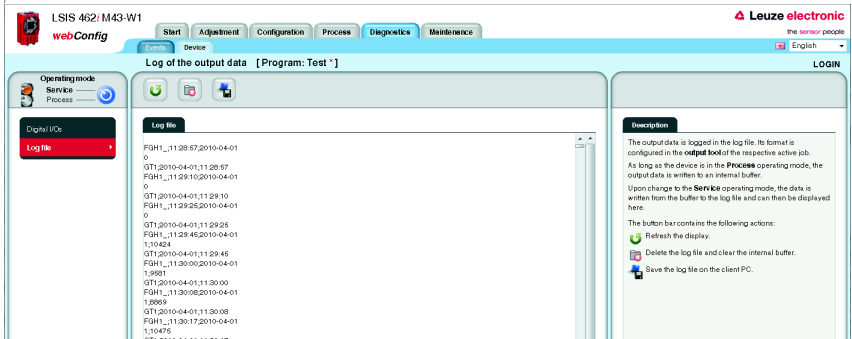 LSIS 462i M43-W1
webConfig
Start
Adjustment
Configuration
Process
Diagnostics
Maintenance
Leuze electronic
the sensor people
Events
Device
English
Log of the output data [Program: Test *]
LOGIN
Operating mode
Service
Process
Digital I/Os
Log file
Log file
FGH1_;11:28:57;2010-04-01
0
GT1;2010-04-01;11:28:57
FGH1_;11:29:10;2010-04-01
0
GT1;2010-04-01;11:29:10
FGH1_;11:29:25;2010-04-01
0
GT1;2010-04-01;11:29:25
FGH1_;11:29:45;2010-04-01
1;10424
GT1;2010-04-01;11:29:45
FGH1_;11:30:00;2010-04-01
1;9581
GT1;2010-04-01;11:30:00
FGH1_;11:30:08;2010-04-01
1;8869
GT1;2010-04-01;11:30:08
FGH1_;11:30:17;2010-04-01
1;10475
Description
The output data is logged in the log file. Its format is
configured in the output tool of the respective active job.
As long as the device is in the Process operating mode, the
output data is written to an internal buffer.
Upon change to the Service operating mode, the data is
written from the buffer to the log file and can then be displayed
here.
The button bar contains the following actions:
Refresh the display.
Delete the log file and clear the internal buffer.
Save the log file on the client PC.